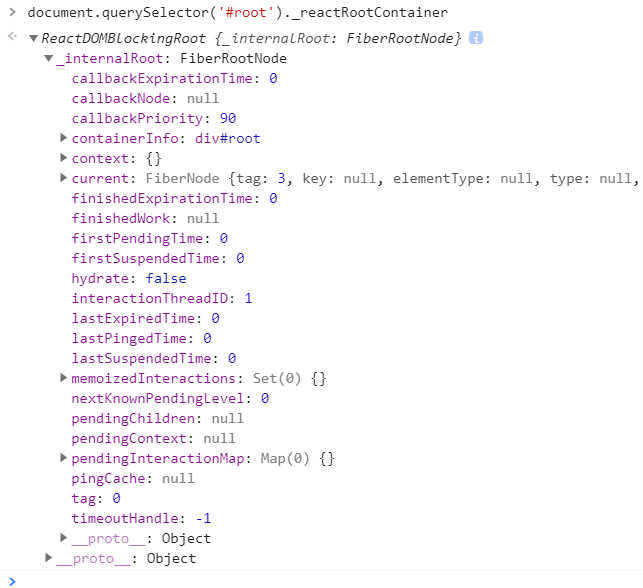 document.querySelector('#root')._reactRootContainer
ReactDOMBlockingRoot {_internalRoot: FiberRootNode}
_internalRoot: FiberRootNode
callbackExpirationTime: 0
callbackNode: null
callbackPriority: 90
containerInfo: div#root
context: {}
current: FiberNode {tag: 3, key: null, elementType: null, type: null,
finishedExpirationTime: 0
finishedWork: null
firstPendingTime: 0
firstSuspendedTime: 0
hydrate: false
interactionThreadID: 1
lastExpiredTime: 0
lastPingedTime: 0
lastSuspendedTime: 0
memoizedInteractions: Set(0) {}
nextKnownPendingLevel: 0
pendingChildren: null
pendingContext: null
pendingInteractionMap: Map(0) {}
pingCache: null
tag: 0
timeoutHandle: -1
__proto__: Object
__proto__: Object